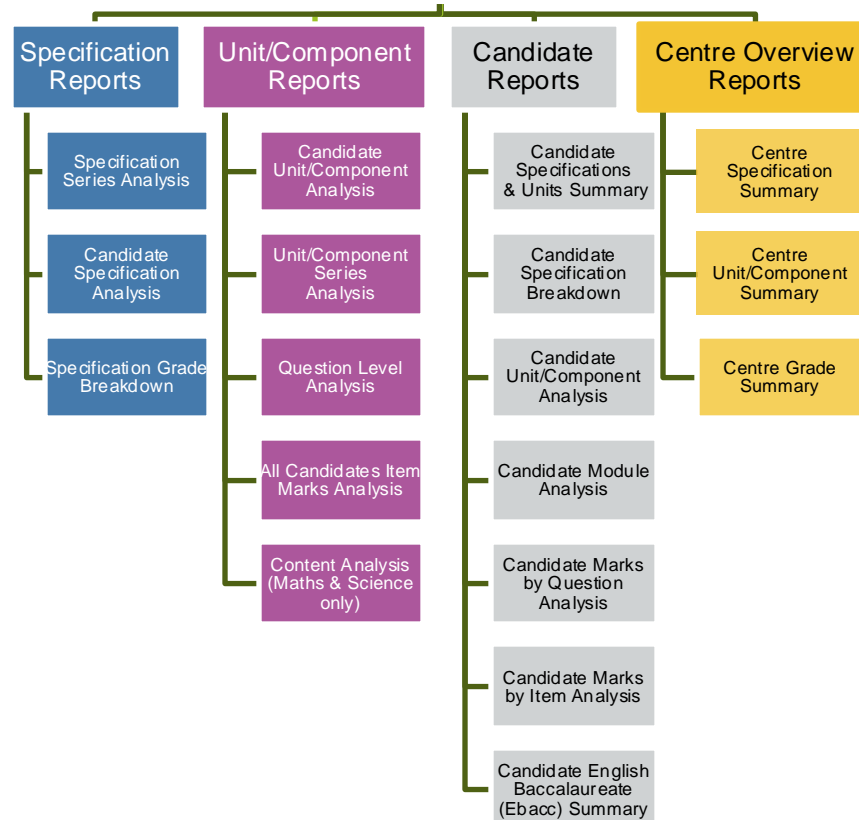 Specification
Reports
Unit/Component
Reports
Candidate
Reports
Centre Overview
Reports
Specification
Series Analysis
Candidate
Specification
Analysis
Specification Grade
Breakdown
Candidate
Unit/Component
Analysis
Unit/Component
Series
Analysis
Question Level
Analysis
All Candidates Item
Marks Analysis
Content Analysis
(Maths & Science
only)
Candidate
Specifications
& Units Summary
Candidate
Specification
Breakdown
Candidate
Unit/Component
Analysis
Candidate Module
Analysis
Candidate Marks
by Question
Analysis
Candidate Marks
by Item Analysis
Candidate English
Baccalaureate
(Ebacc) Summary
Centre
Specification
Summary
Centre
Unit/Component
Summary
Centre Grade
Summary